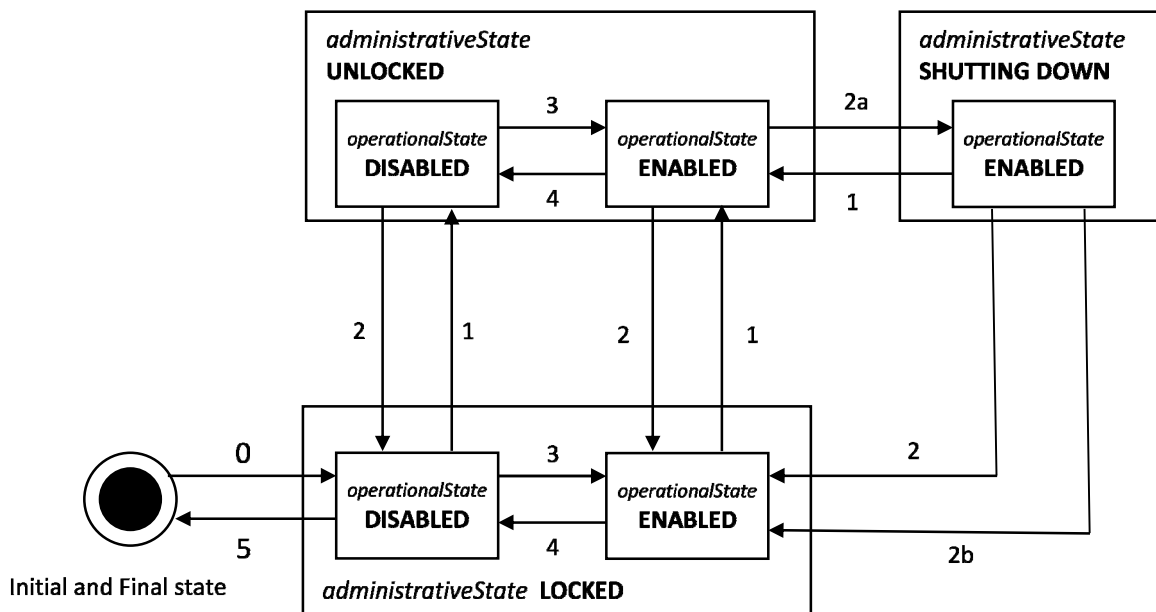 administrativeState
UNLOCKED
administrativeState
SHUTTING DOWN
operationalState
DISABLED
3
4
operationalState
ENABLED
2a
1
operationalState
ENABLED
2
1
2
1
0
5
Initial and Final state
operationalState
DISABLED
3
4
operationalState
ENABLED
2
2b
administrativeState LOCKED